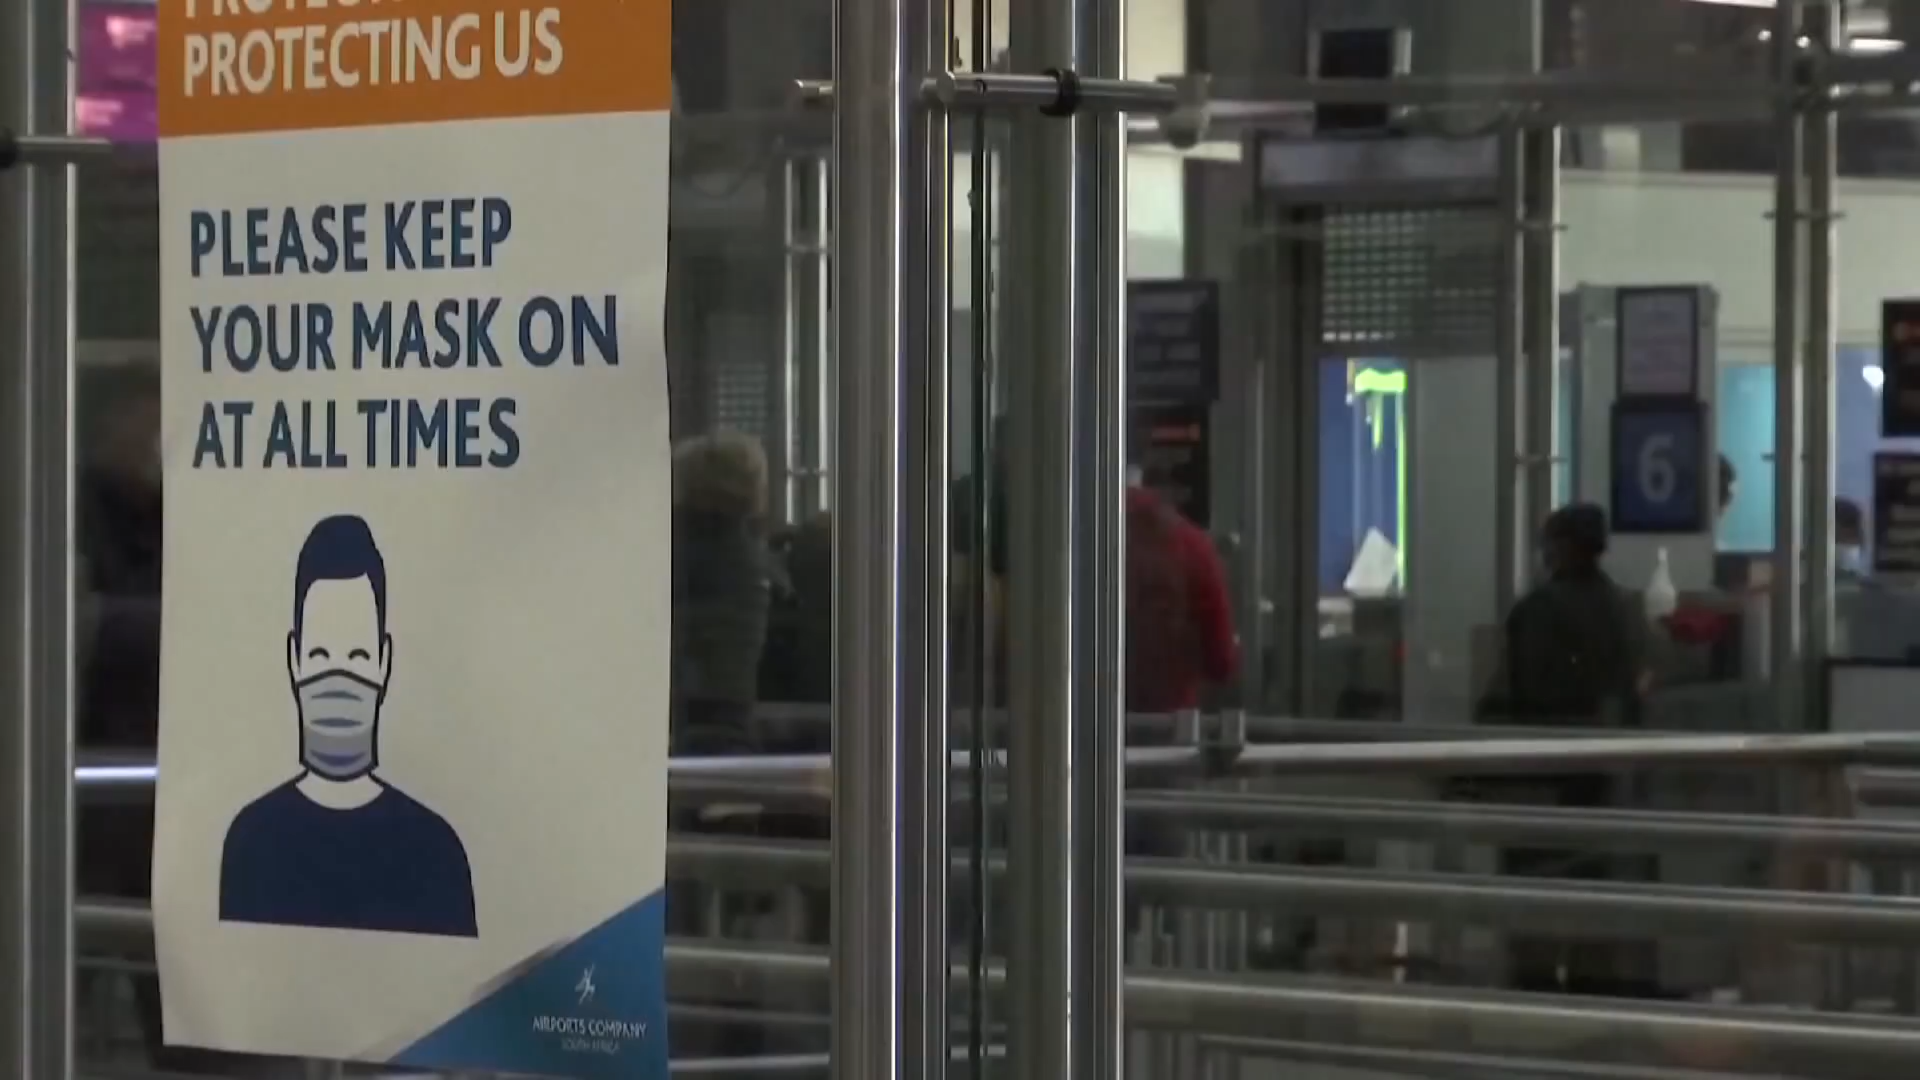 PROTECTING US
PLEASE KEEP
YOUR MASK ON
AT ALL TIMES
AIRPORTS COMPANY
SOUTH AFRICA
6